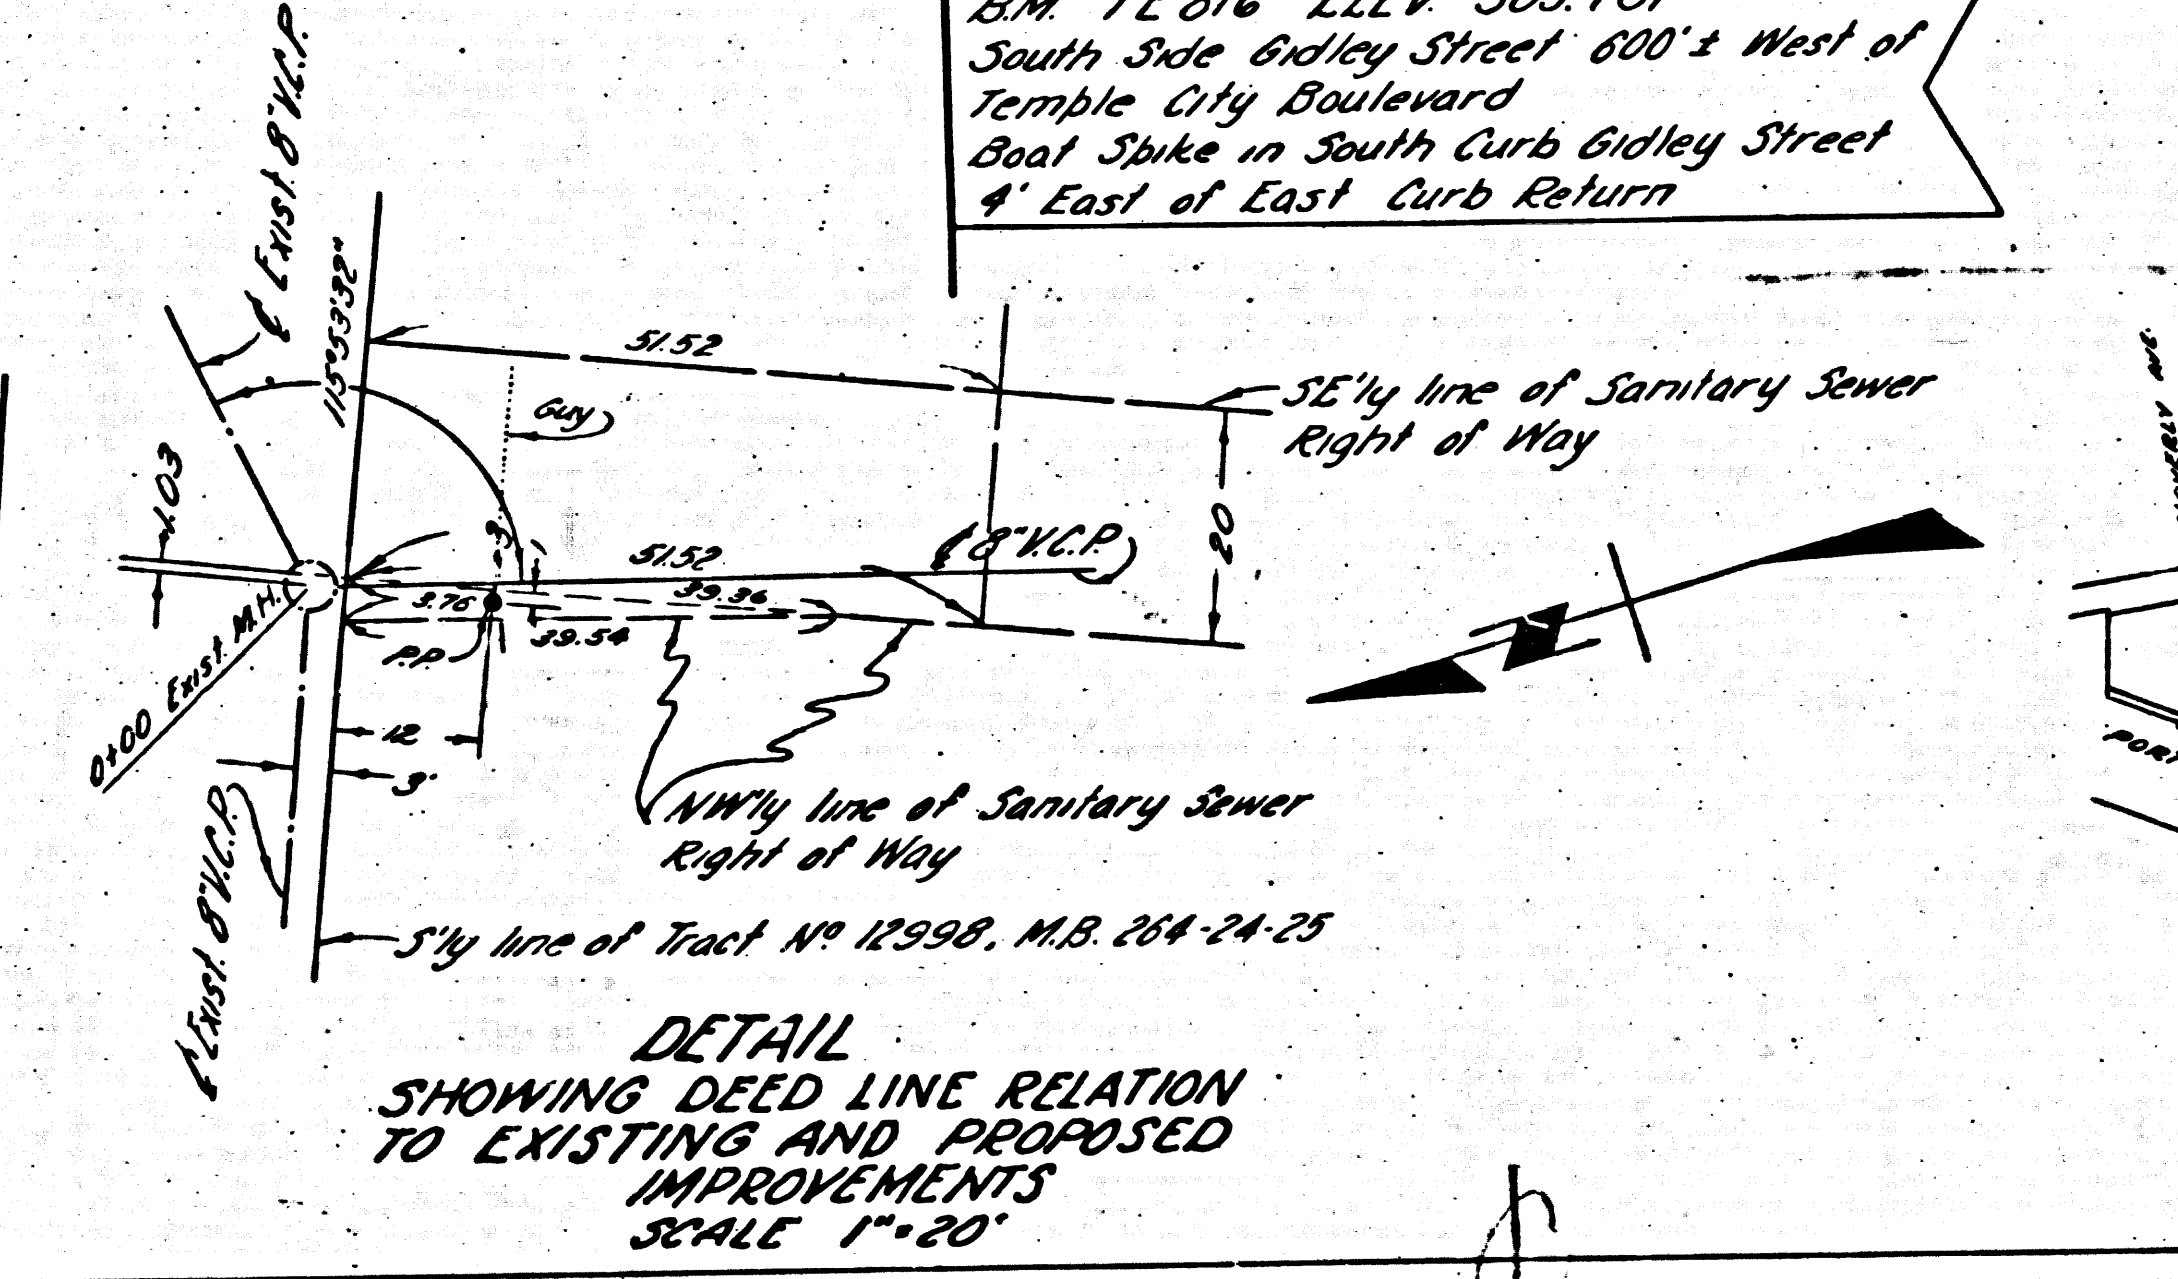 South Side Gidley Street 600'± West of
Temple City Boulevard
Boat Spike in South Curb Gidley Street
4' East of East Curb Return
℄ Exist. 8"V.C.P.
115°53'32"
51.52
Guy
SE'ly line of Sanitary Sewer
Right of Way
1.03
3
1
51.52
℄ 8"V.C.P.
20
3.76
39.36
39.54
P.P.
0+00 Exist. M.H.
12
3'
NW'ly line of Sanitary Sewer
Right of Way
℄ Exist. 8"V.C.P.
S'ly line of Tract Nº 12998, M.B. 264-24-25
DETAIL
SHOWING DEED LINE RELATION
TO EXISTING AND PROPOSED
IMPROVEMENTS
SCALE 1"=20'
AVE.